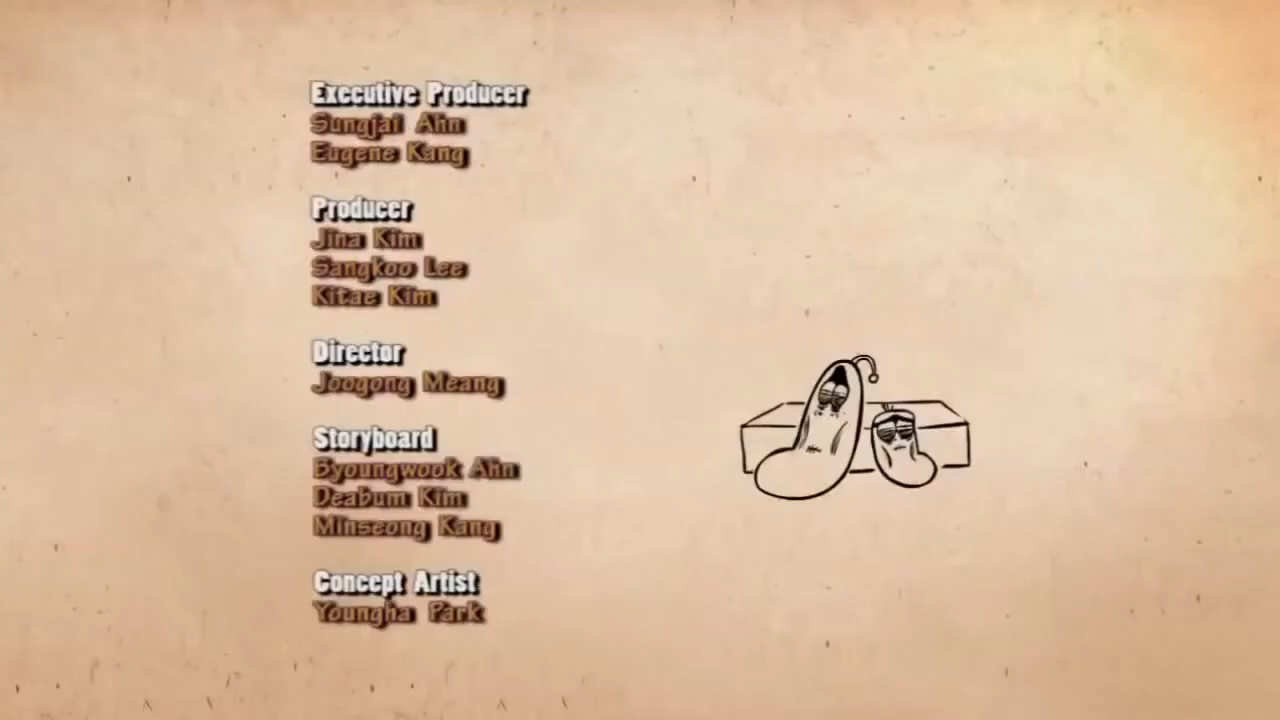 Executive Producer
Sungjai Ahn
Eugene Kang
Producer
Jina Kim
Sangkoo Lee
Kitae Kim
Director
Joogong Meang
Storyboard
Byoungwook Ahn
Deabum Kim
Minseong Kang
Concept Artist
Youngha Park